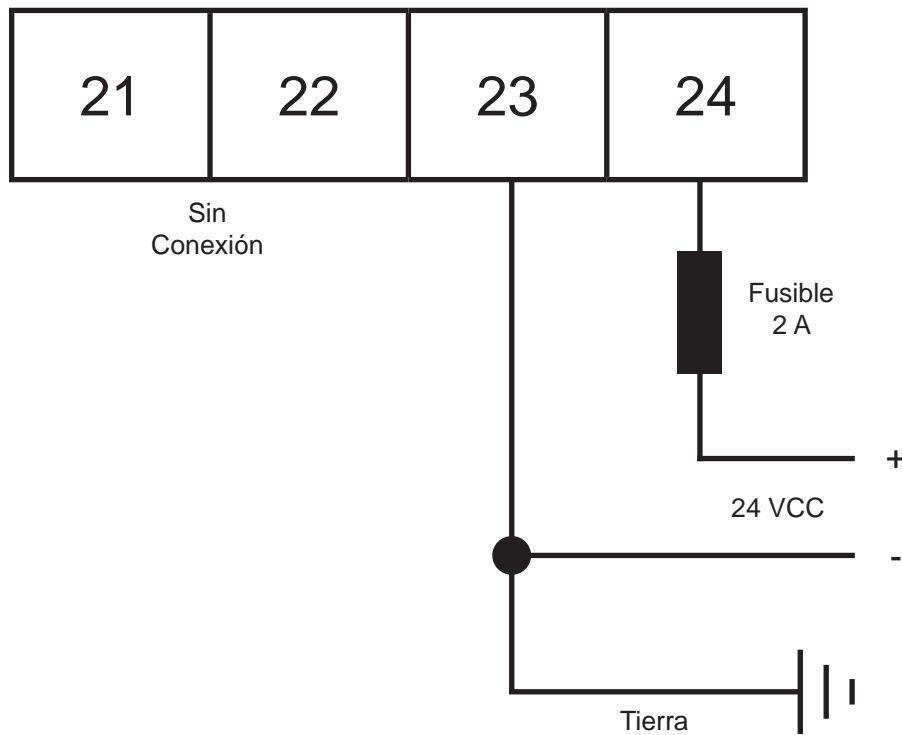 21 22 23 24
Sin
Conexión
Fusible
2 A
+
24 VCC
-
Tierra